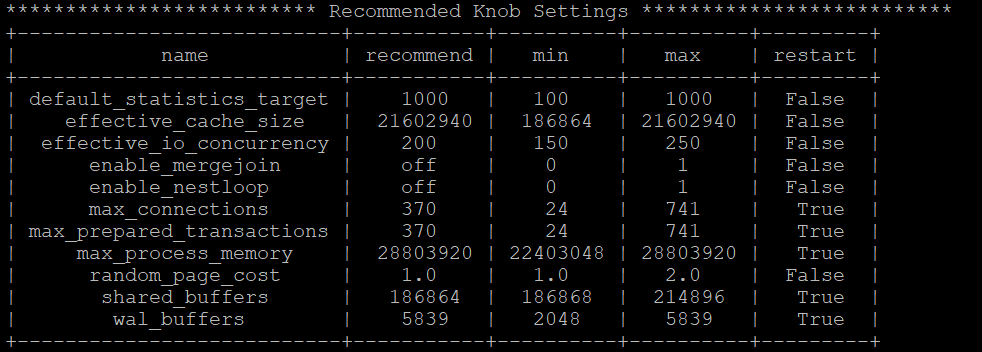 ************************** Recommended Knob Settings **************************
+---------------------------+-----------+----------+----------+---------+
| name | recommend | min | max | restart |
+---------------------------+-----------+----------+----------+---------+
| default_statistics_target | 1000 | 100 | 1000 | False |
| effective_cache_size | 21602940 | 186864 | 21602940 | False |
| effective_io_concurrency | 200 | 150 | 250 | False |
| enable_mergejoin | off | 0 | 1 | False |
| enable_nestloop | off | 0 | 1 | False |
| max_connections | 370 | 24 | 741 | True |
| max_prepared_transactions | 370 | 24 | 741 | True |
| max_process_memory | 28803920 | 22403048 | 28803920 | True |
| random_page_cost | 1.0 | 1.0 | 2.0 | False |
| shared_buffers | 186864 | 186868 | 214896 | True |
| wal_buffers | 5839 | 2048 | 5839 | True |
+---------------------------+-----------+----------+----------+---------+